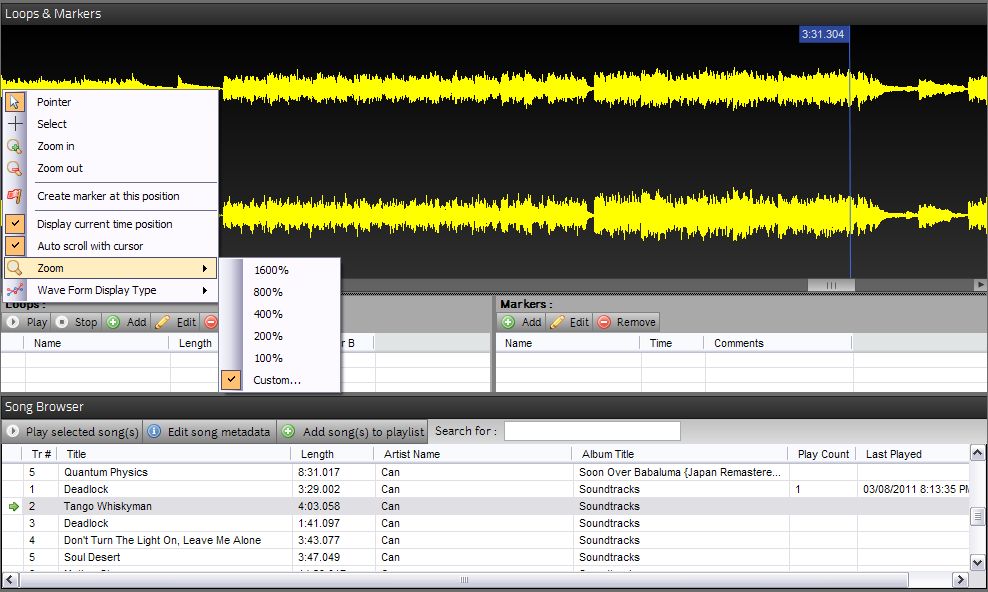 Loops & Markers
3:31.304
Pointer
Select
Zoom in
Zoom out
Create marker at this position
Display current time position
Auto scroll with cursor
Zoom
Wave Form Display Type
1600%
800%
400%
200%
100%
Custom...
Loops :
Play Stop Add Edit
Name Length r B
Markers :
Add Edit Remove
Name Time Comments
Song Browser
Play selected song(s) Edit song metadata Add song(s) to playlist Search for :
Tr # Title Length Artist Name Album Title Play Count Last Played
5 Quantum Physics 8:31.017 Can Soon Over Babaluma {Japan Remastere...
1 Deadlock 3:29.002 Can Soundtracks 1 03/08/2011 8:13:35 PM
2 Tango Whiskyman 4:03.058 Can Soundtracks
3 Deadlock 1:41.097 Can Soundtracks
4 Don't Turn The Light On, Leave Me Alone 3:43.077 Can Soundtracks
5 Soul Desert 3:47.049 Can Soundtracks